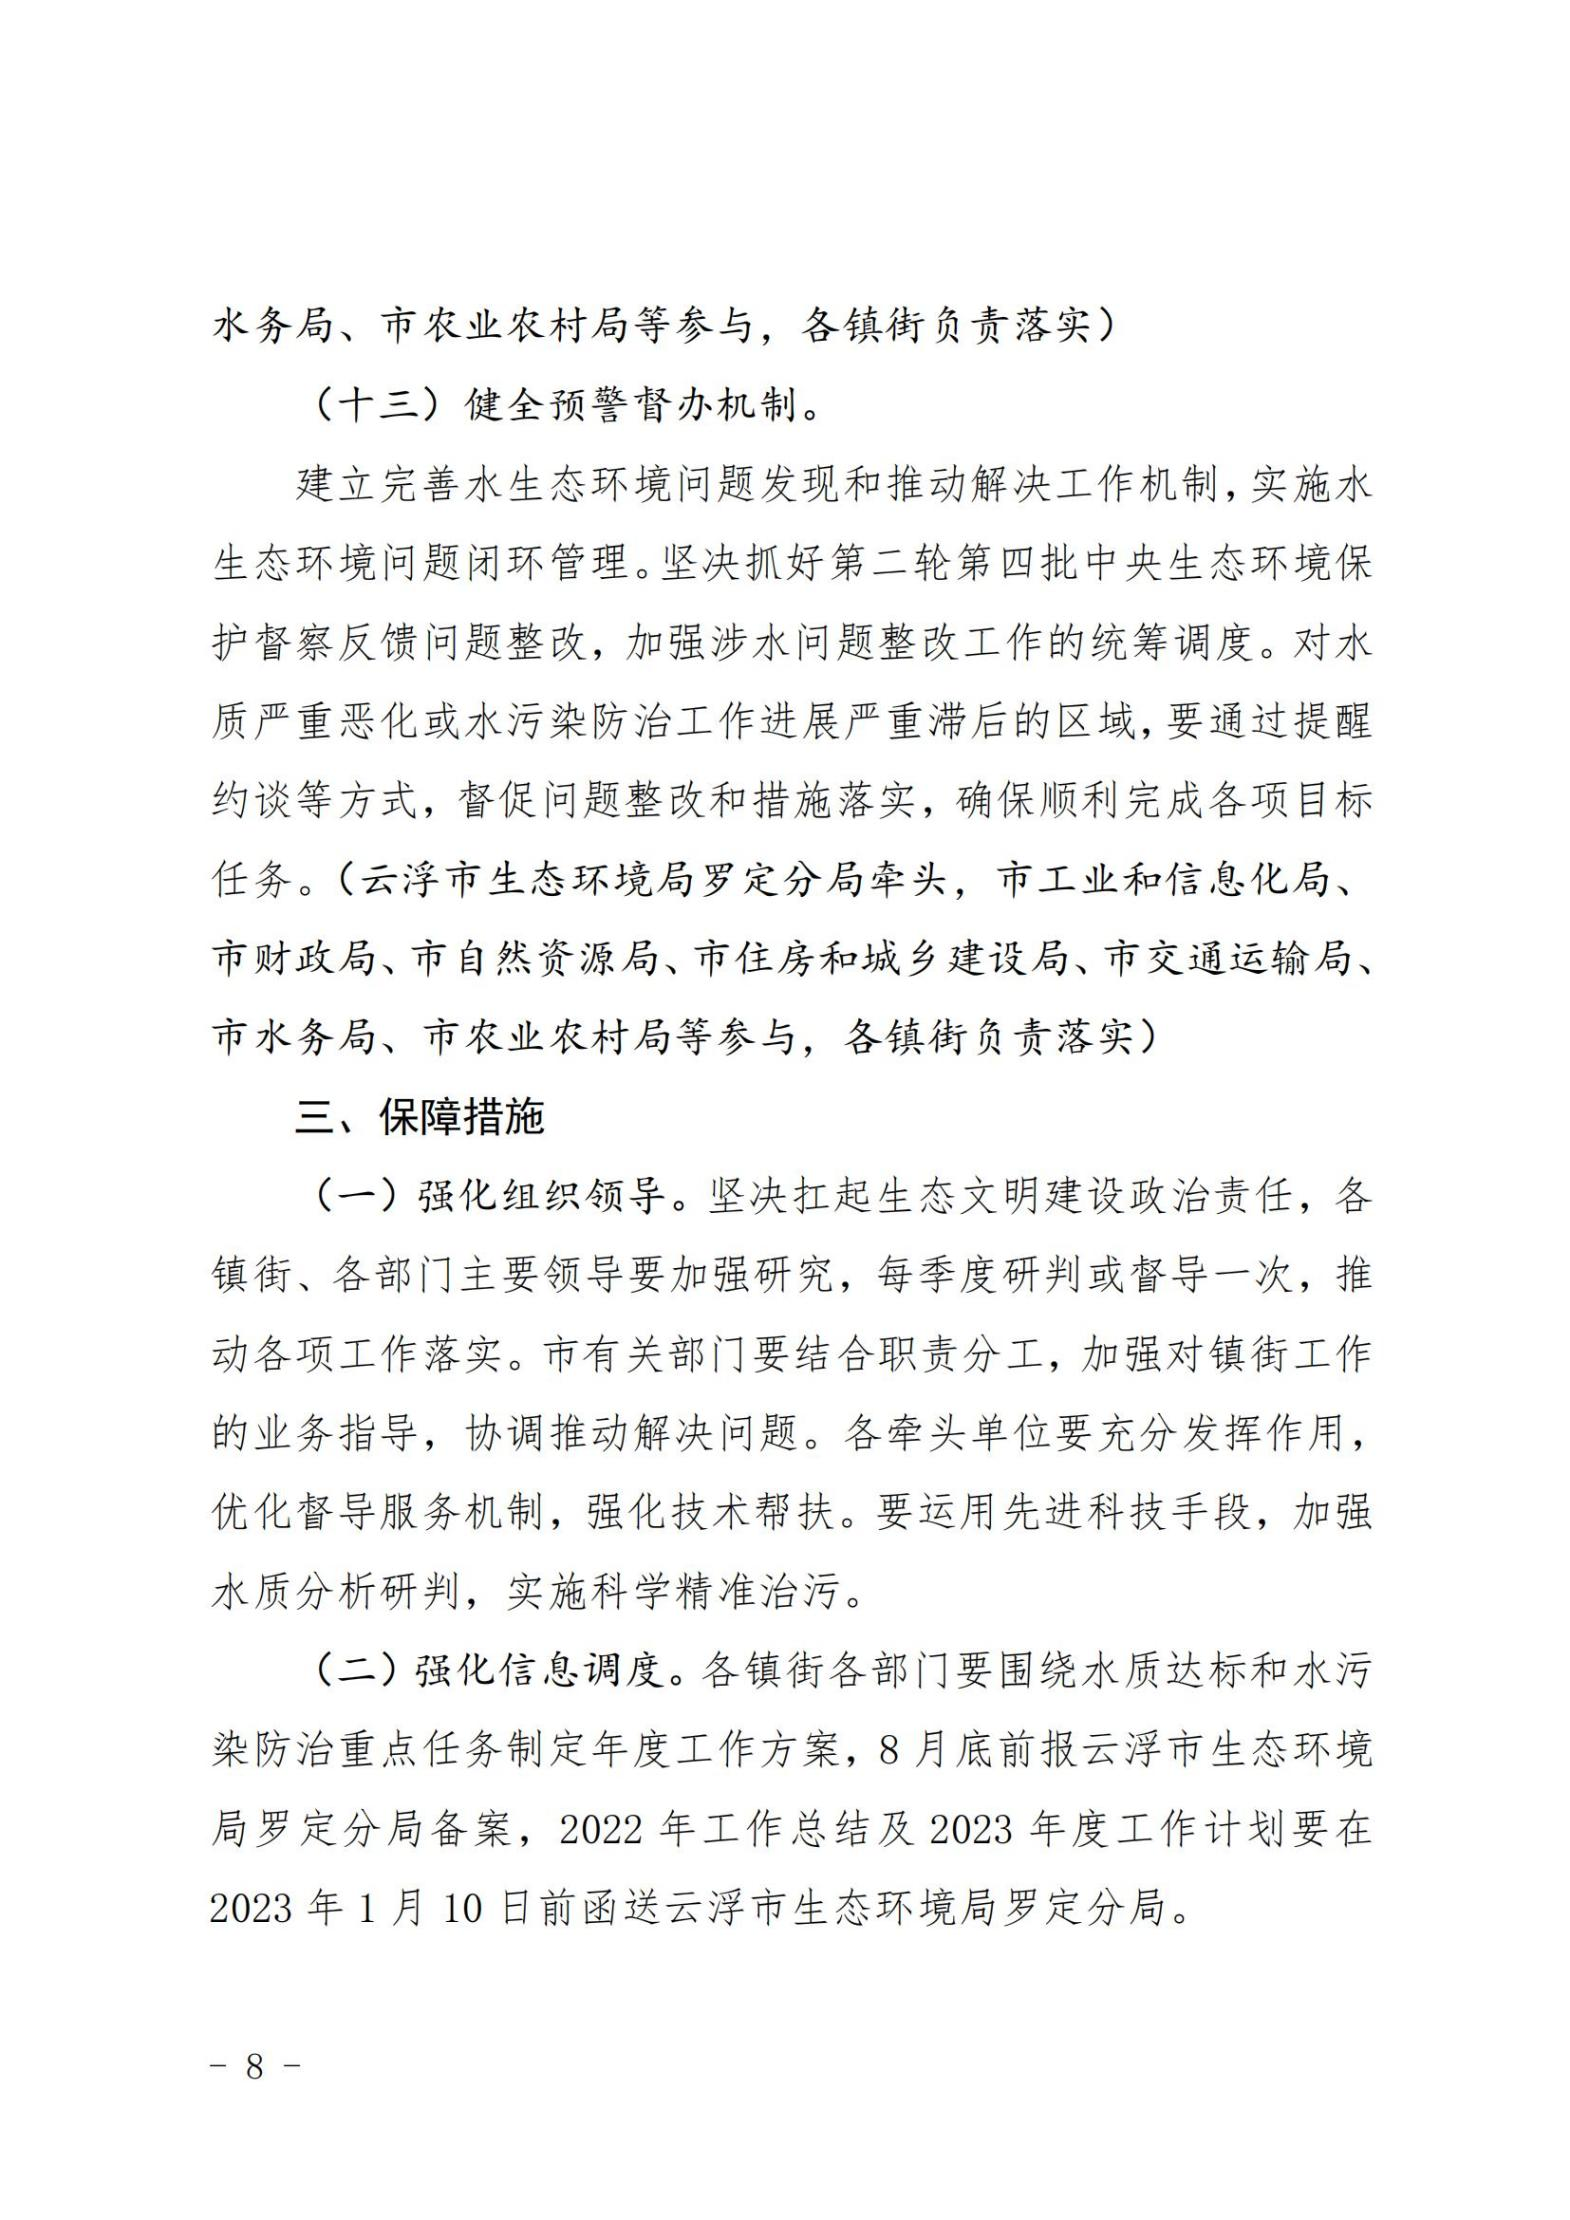 水务局、市农业农村局等参与，各镇街负责落实）
（十三）健全预警督办机制。
建立完善水生态环境问题发现和推动解决工作机制，实施水
生态环境问题闭环管理。坚决抓好第二轮第四批中央生态环境保
护督察反馈问题整改，加强涉水问题整改工作的统筹调度。对水
质严重恶化或水污染防治工作进展严重滞后的区域，要通过提醒
约谈等方式，督促问题整改和措施落实，确保顺利完成各项目标
任务。（云浮市生态环境局罗定分局牵头，市工业和信息化局、
市财政局、市自然资源局、市住房和城乡建设局、市交通运输局、
市水务局、市农业农村局等参与，各镇街负责落实）
三、保障措施
（一）强化组织领导。坚决扛起生态文明建设政治责任，各
镇街、各部门主要领导要加强研究，每季度研判或督导一次，推
动各项工作落实。市有关部门要结合职责分工，加强对镇街工作
的业务指导，协调推动解决问题。各牵头单位要充分发挥作用，
优化督导服务机制，强化技术帮扶。要运用先进科技手段，加强
水质分析研判，实施科学精准治污。
（二）强化信息调度。各镇街各部门要围绕水质达标和水污
染防治重点任务制定年度工作方案，8 月底前报云浮市生态环境
局罗定分局备案，2022 年工作总结及 2023 年度工作计划要在
2023 年 1 月 10 日前函送云浮市生态环境局罗定分局。
- 8 -